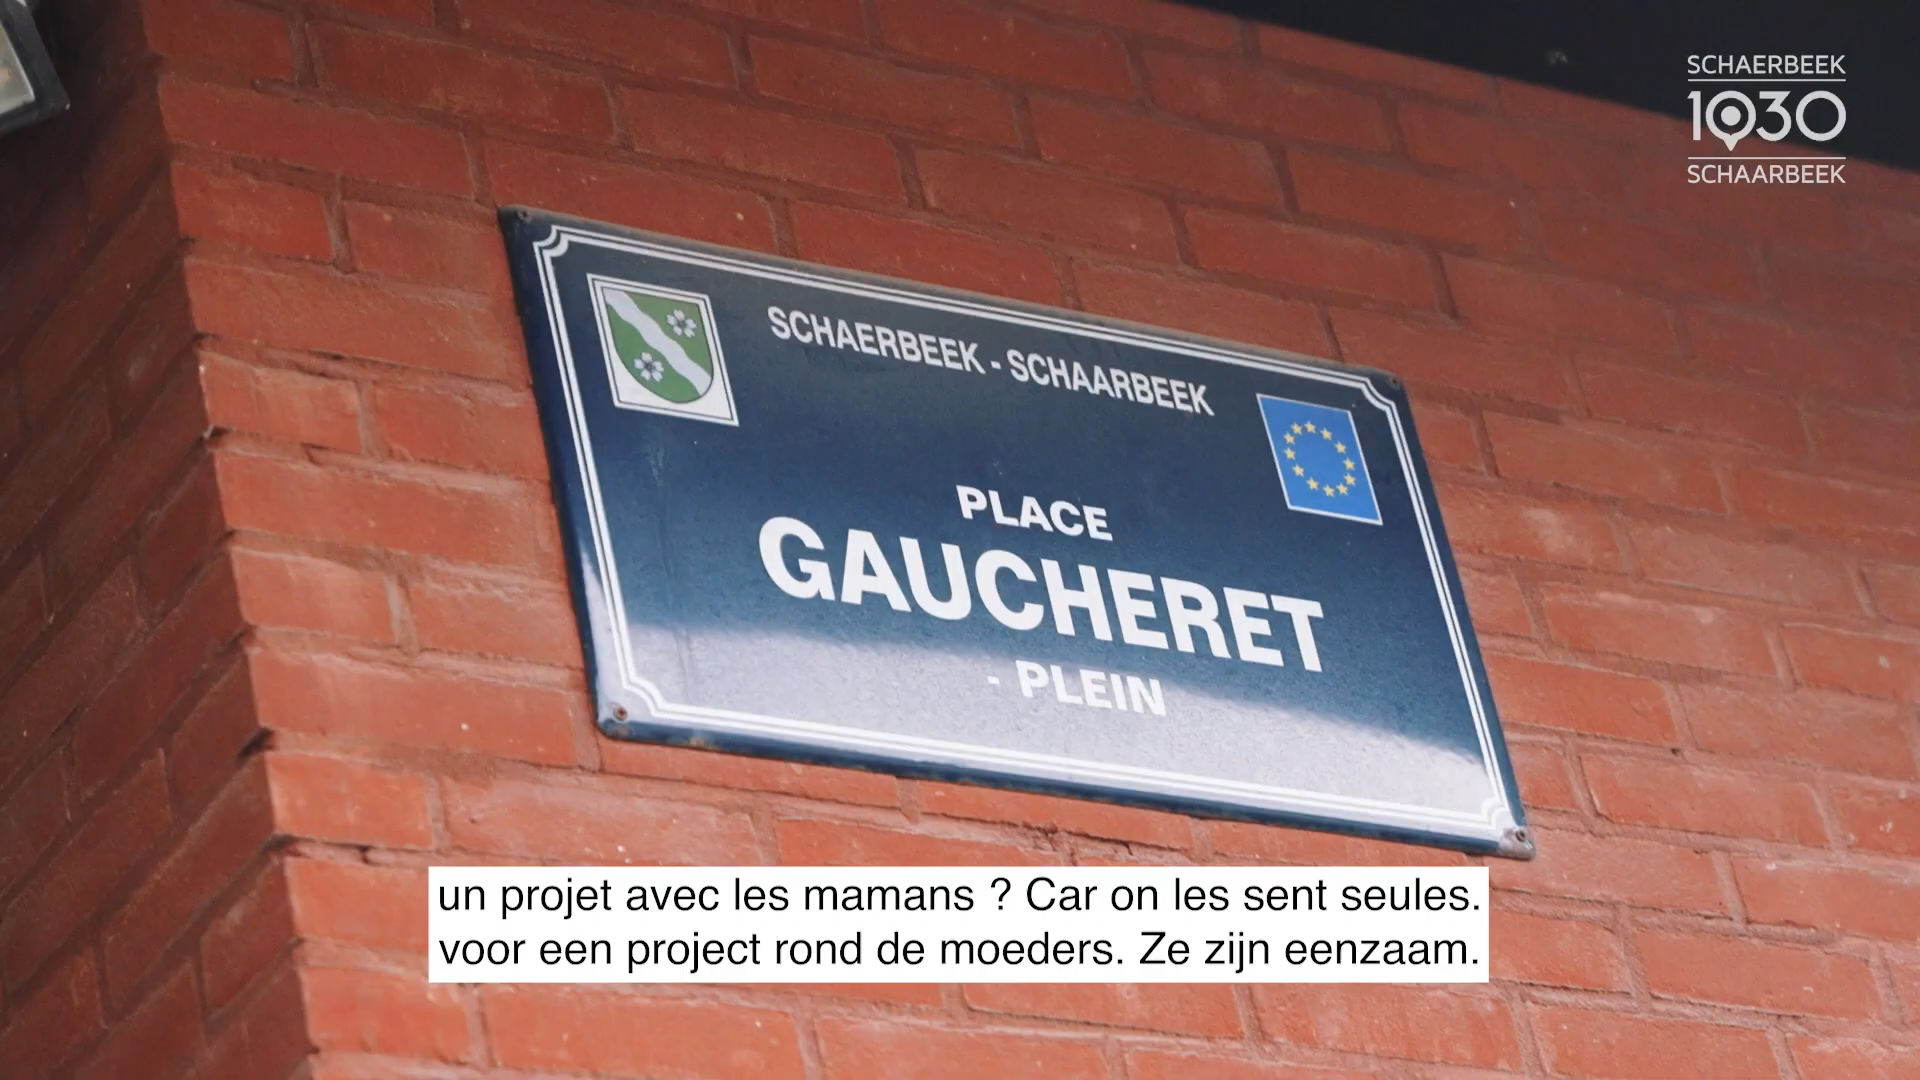 SCHAERBEEK
1030
SCHAARBEEK
SCHAERBEEK - SCHAARBEEK
PLACE
GAUCHERET
- PLEIN
un projet avec les mamans ? Car on les sent seules.
voor een project rond de moeders. Ze zijn eenzaam.